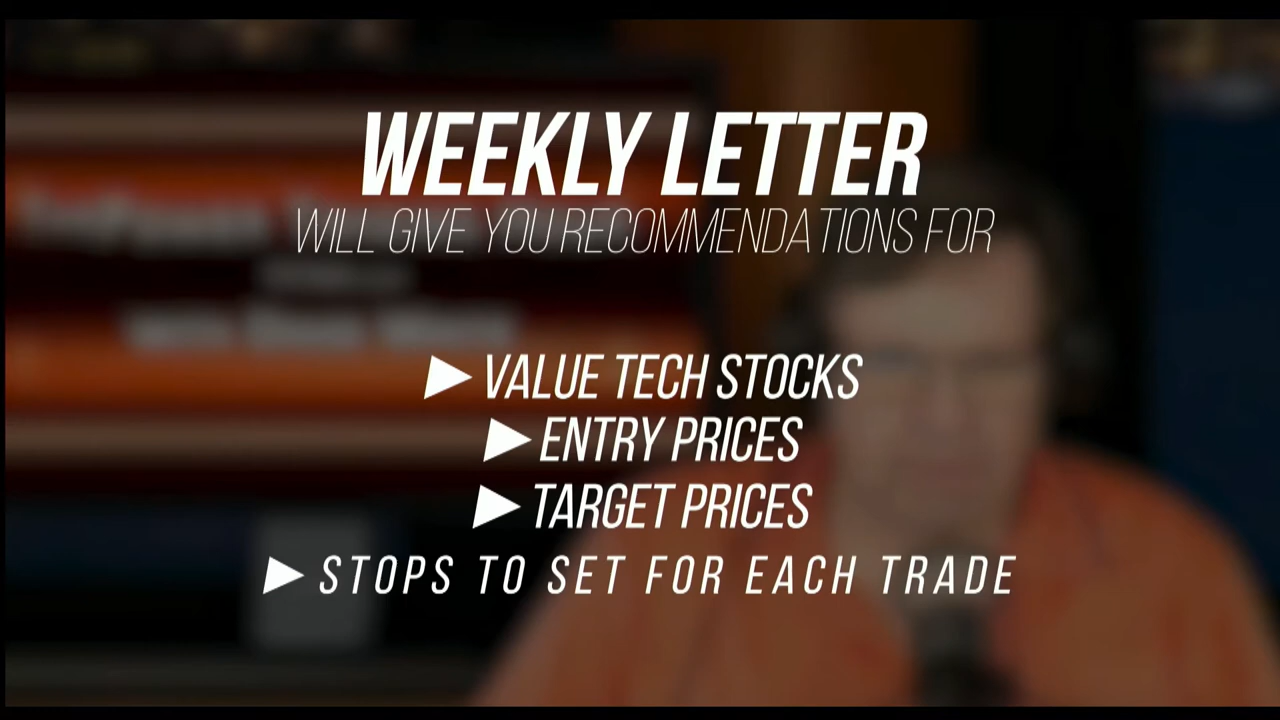 WEEKLY LETTER
WILL GIVE YOU RECOMMENDATIONS FOR
▶ VALUE TECH STOCKS
▶ ENTRY PRICES
▶ TARGET PRICES
▶ STOPS TO SET FOR EACH TRADE